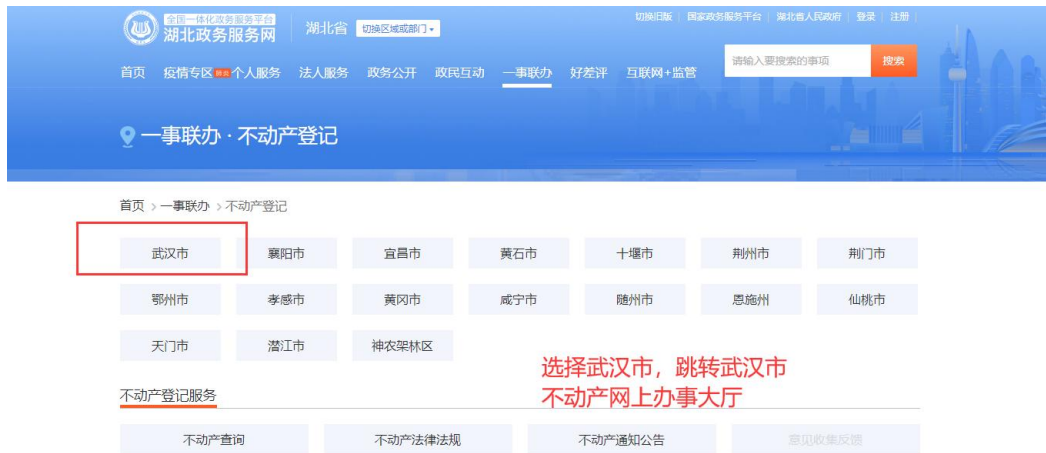 全国一体化政务服务平台
湖北政务服务网
湖北省
切换区域或部门
切换旧版 | 国家政务服务平台 | 湖北省人民政府 | 登录 | 注册
请输入要搜索的事项
搜索
首页 疫情专区 个人服务 法人服务 政务公开 政民互动 一事联办 好差评 互联网+监管
一事联办 · 不动产登记
首页 > 一事联办 > 不动产登记
武汉市 襄阳市 宜昌市 黄石市 十堰市 荆州市 荆门市
鄂州市 孝感市 黄冈市 咸宁市 随州市 恩施州 仙桃市
天门市 潜江市 神农架林区
选择武汉市，跳转武汉市
不动产网上办事大厅
不动产登记服务
不动产查询 不动产法律法规 不动产通知公告 意见收集反馈